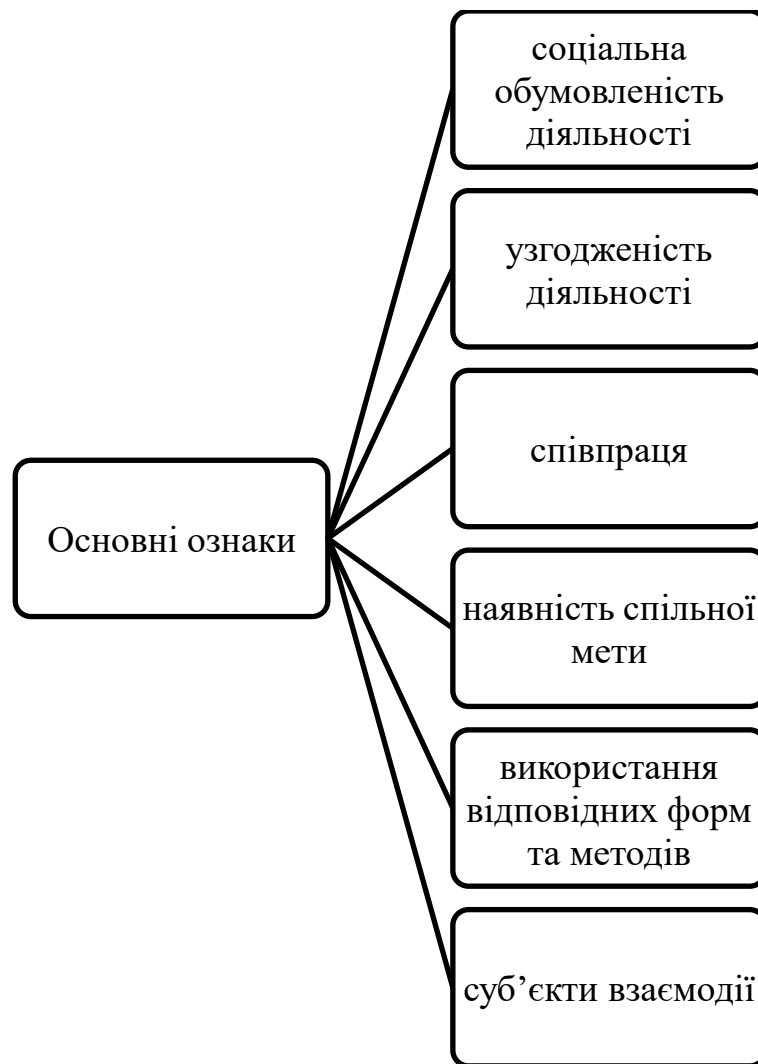 соціальна
обумовленість
діяльності
узгодженість
діяльності
співпраця
Основні ознаки
наявність спільної
мети
використання
відповідних форм
та методів
суб’єкти взаємодії